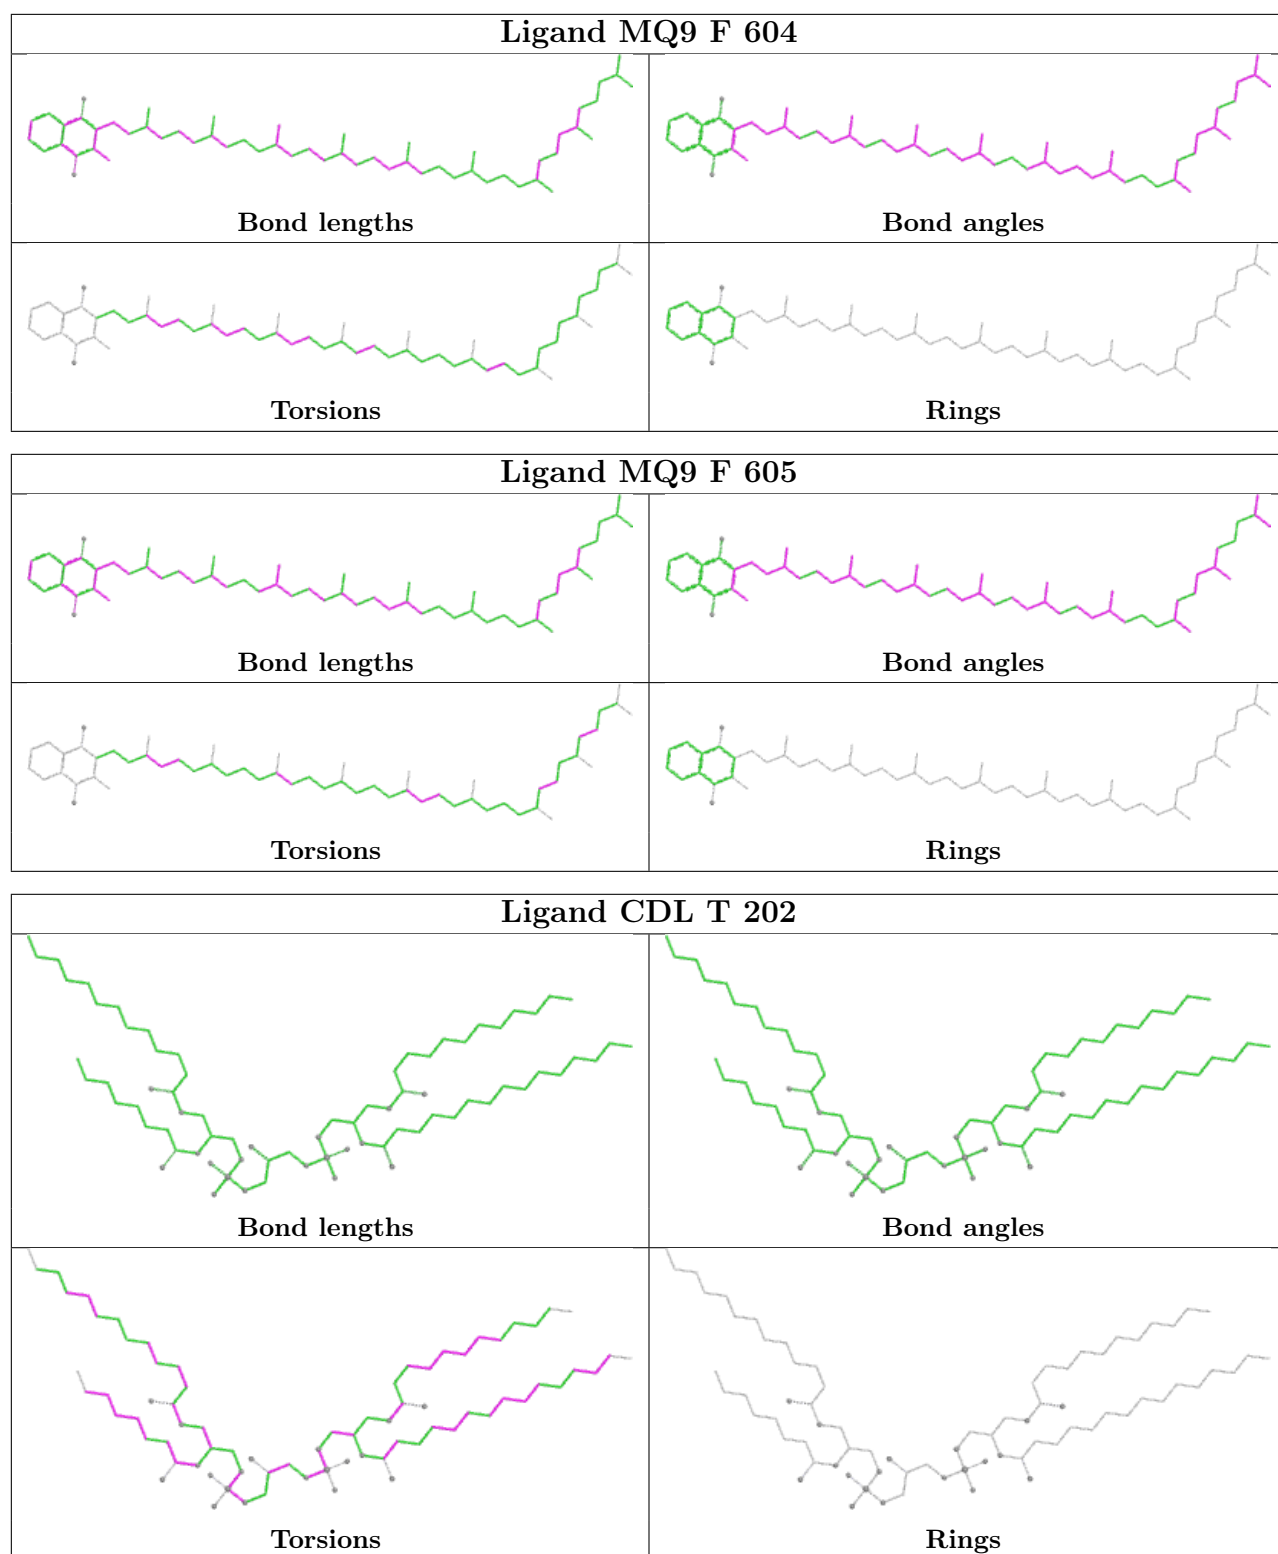 Ligand MQ9 F 604
Bond lengths
Bond angles
Torsions
Rings
Ligand MQ9 F 605
Bond lengths
Bond angles
Torsions
Rings
Ligand CDL T 202
Bond lengths
Bond angles
Torsions
Rings